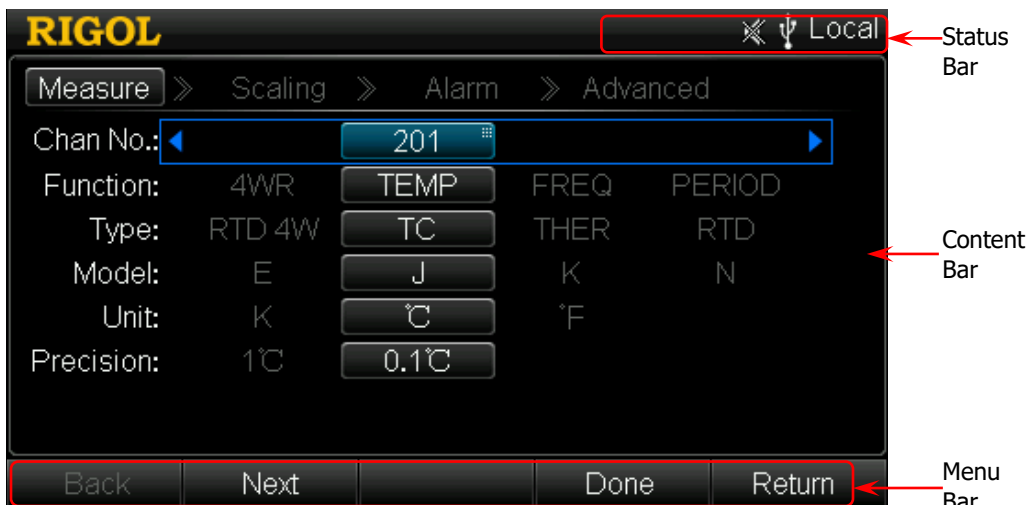 RIGOL
Local
Status
Bar
Measure Scaling Alarm Advanced
Chan No.: 201
Function: 4WR TEMP FREQ PERIOD
Type: RTD 4W TC THER RTD
Content
Bar
Model: E J K N
Unit: K ℃ °F
Precision: 1℃ 0.1℃
Back Next Done Return
Menu
Bar